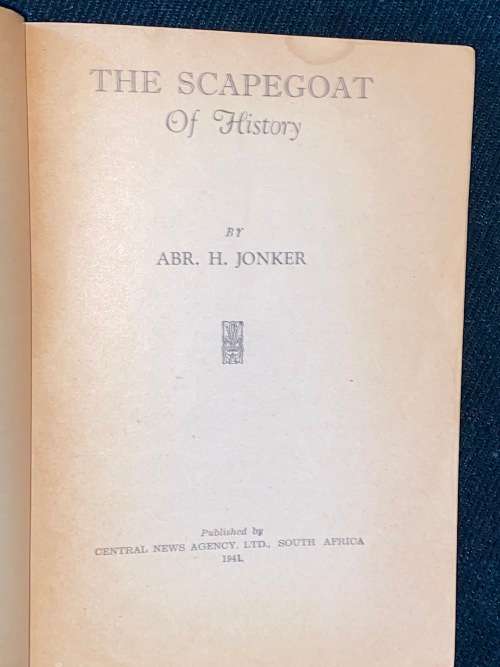 THE SCAPEGOAT
Of History
BY
ABR. H. JONKER
Published by
CENTRAL NEWS AGENCY, LTD., SOUTH AFRICA
1941.